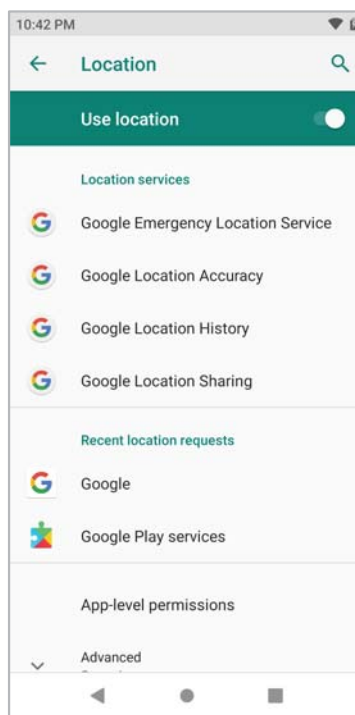 10:42 PM
Location
Use location
Location services
Google Emergency Location Service
Google Location Accuracy
Google Location History
Google Location Sharing
Recent location requests
Google
Google Play services
App-level permissions
Advanced